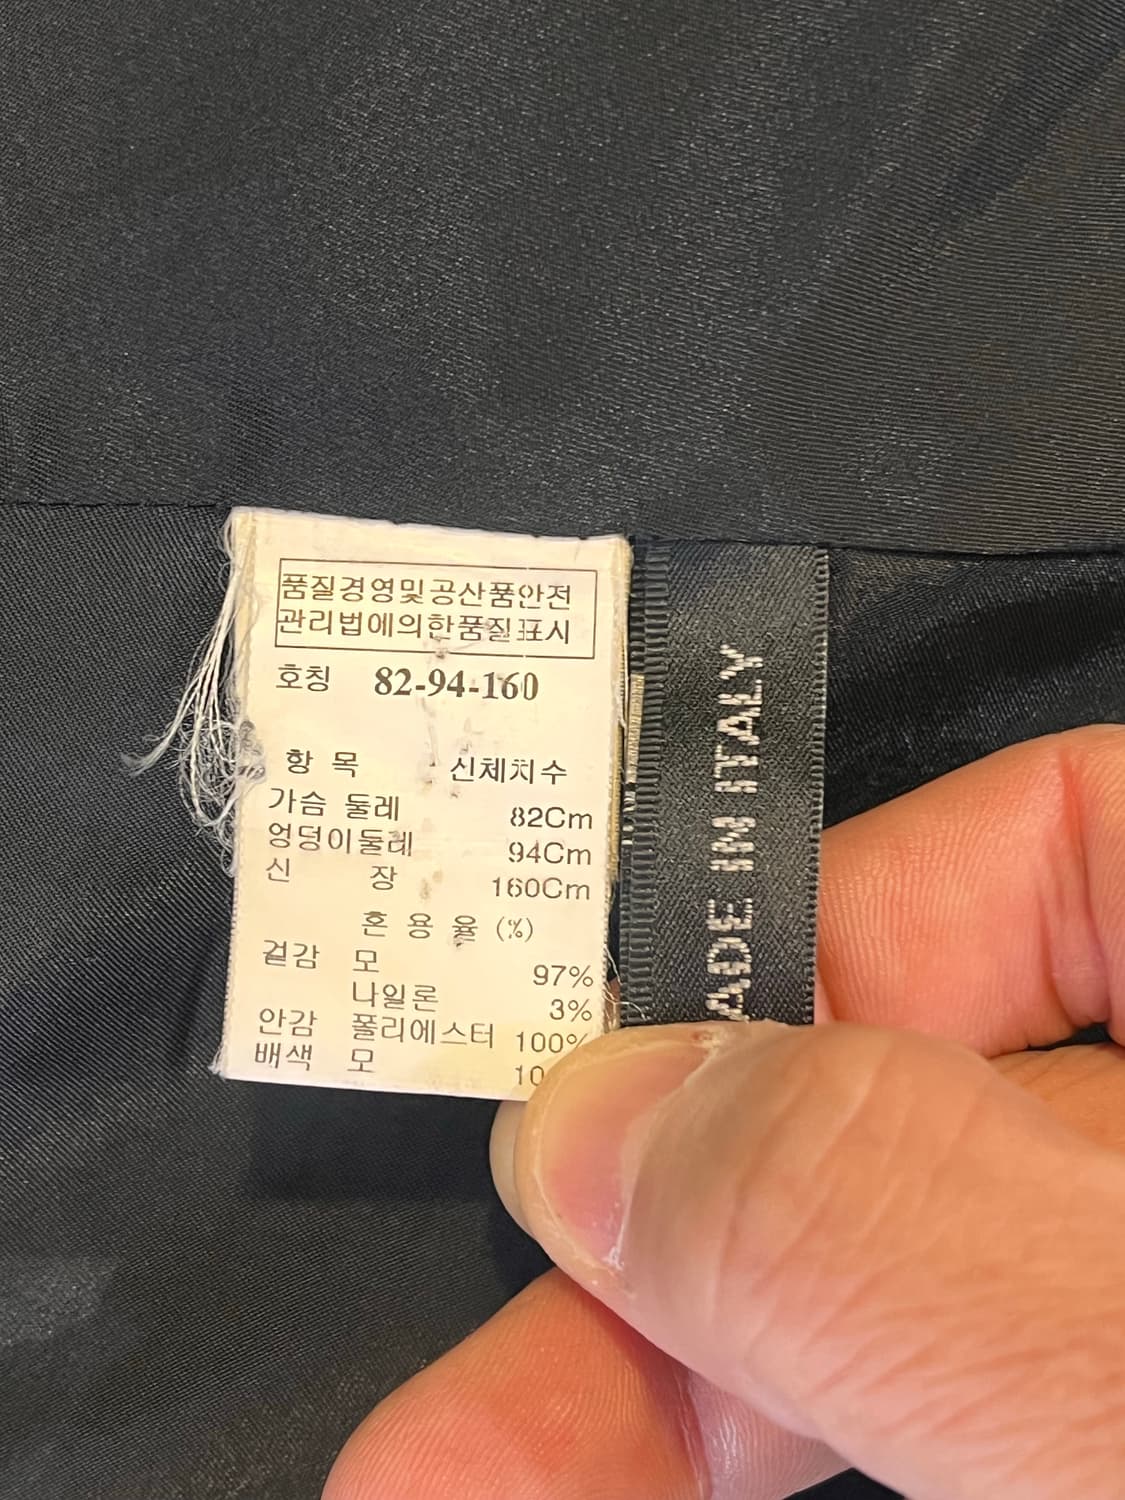 품질경영및공산품안전
관리법에의한품질표시
호칭 82-94-160
항 목 신체치수
가슴 둘레 82Cm
엉덩이둘레 94Cm
신 장 160Cm
혼 용 율 (%)
겉감 모 97%
나일론 3%
안감 폴리에스터 100%
배색 모 10
ADE IN ITALY